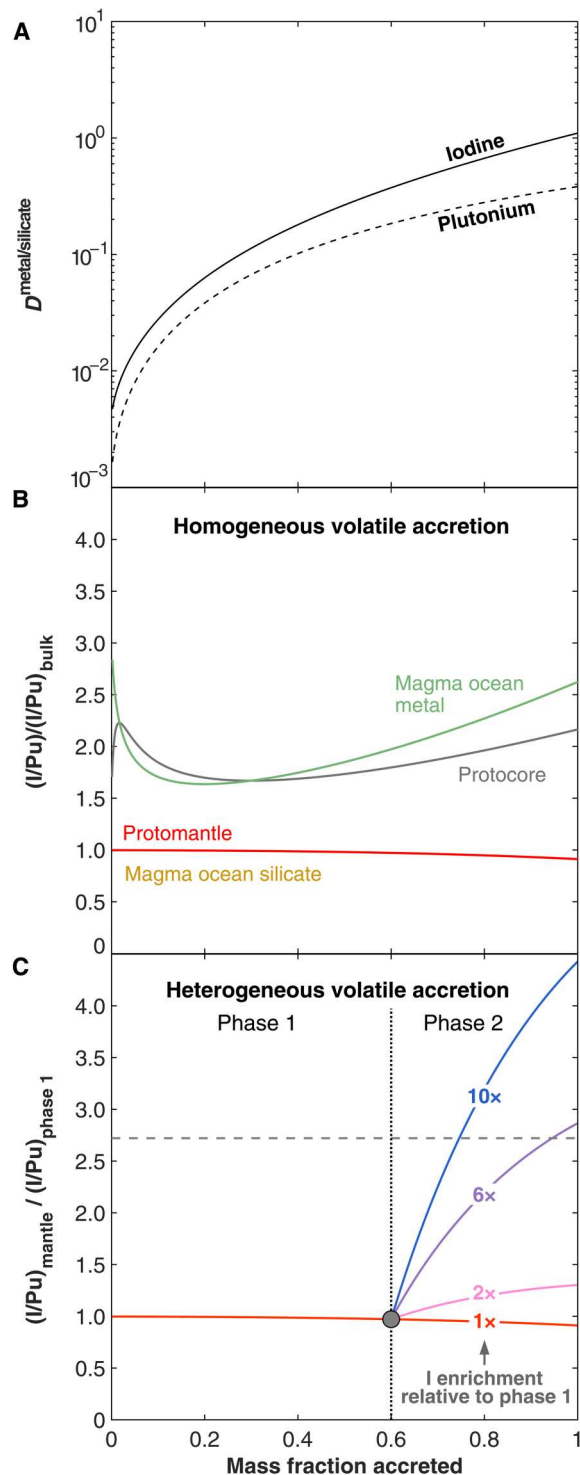 A
10¹
10⁰
10⁻¹
10⁻²
10⁻³
D^metal/silicate
Iodine
Plutonium
B
Homogeneous volatile accretion
4.0
3.5
3.0
2.5
2.0
1.5
1.0
0.5
0
(I/Pu)/(I/Pu)bulk
Magma ocean
metal
Protocore
Protomantle
Magma ocean silicate
C
Heterogeneous volatile accretion
Phase 1
Phase 2
4.0
3.5
3.0
2.5
2.0
1.5
1.0
0.5
0
(I/Pu)mantle / (I/Pu)phase 1
10×
6×
2×
1×
I enrichment
relative to phase 1
0 0.2 0.4 0.6 0.8 1
Mass fraction accreted